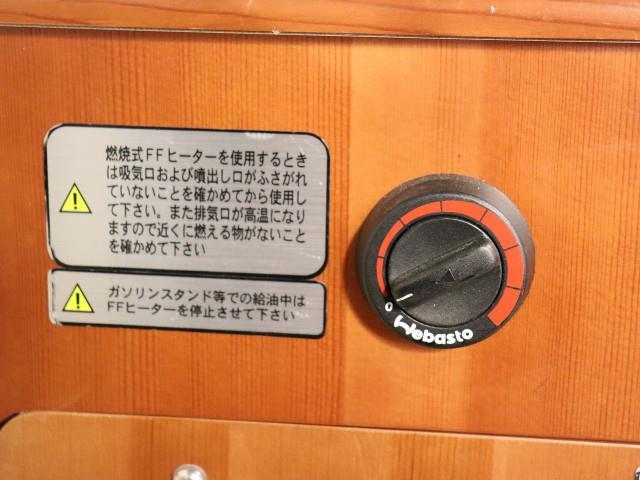 燃焼式FFヒーターを使用するとき
は吸気口および噴出し口がふさがれ
ていないことを確かめてから使用し
て下さい。また排気口が高温になり
ますので近くに燃える物がないこと
を確かめて下さい
ガソリンスタンド等での給油中は
FFヒーターを停止させて下さい
0
Webasto